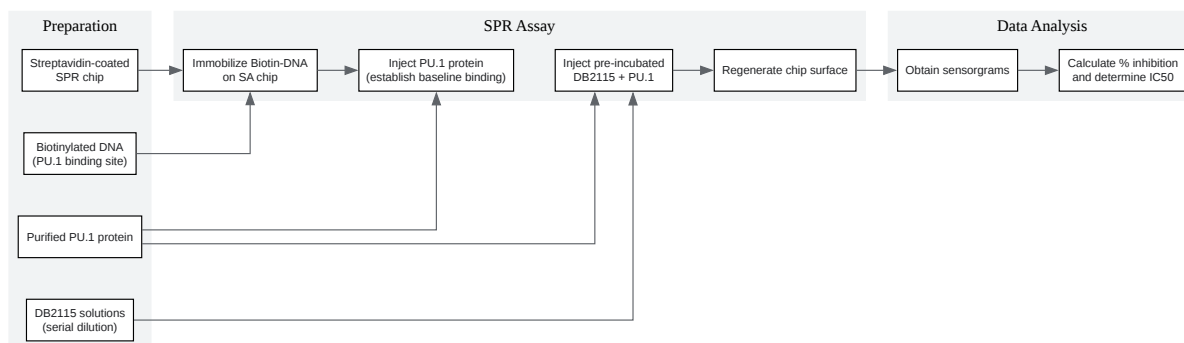 Preparation
SPR Assay
Data Analysis
Streptavidin-coated
SPR chip
Immobilize Biotin-DNA
on SA chip
Inject PU.1 protein
(establish baseline binding)
Inject pre-incubated
DB2115 + PU.1
Regenerate chip surface
Obtain sensorgrams
Calculate % inhibition
and determine IC50
Biotinylated DNA
(PU.1 binding site)
Purified PU.1 protein
DB2115 solutions
(serial dilution)